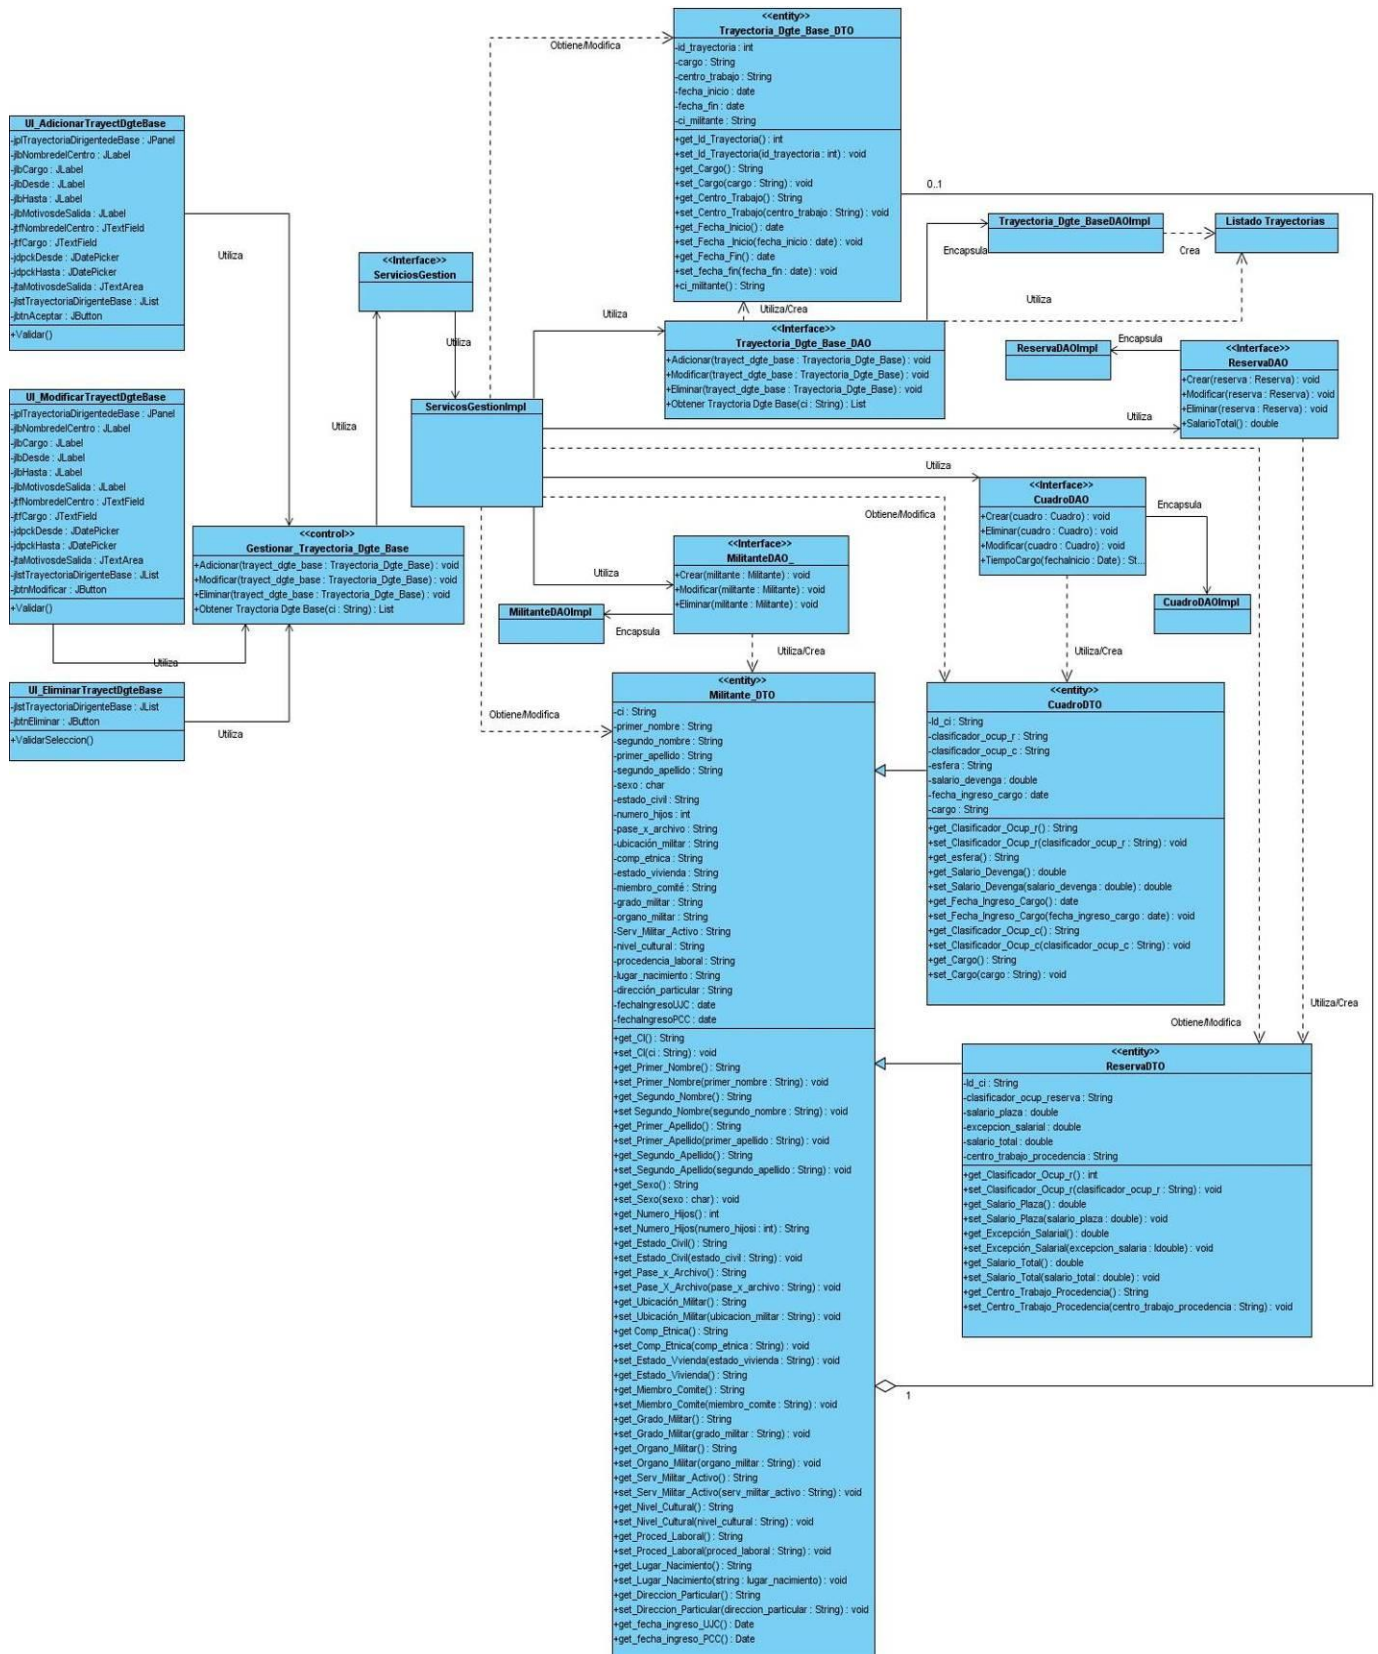 <<entity>>
Trayectoria_Dgte_Base_DTO
-id_trayectoria : int
-cargo : String
-centro_trabajo : String
-fecha_inicio : date
-fecha_fin : date
-ci_militante : String
+get_Id_Trayectoria() : int
+set_Id_Trayectoria(id_trayectoria : int) : void
+get_Cargo() : String
+set_Cargo(cargo : String) : void
+get_Centro_Trabajo() : String
+set_Centro_Trabajo(centro_trabajo : String) : void
+get_Fecha_Inicio() : date
+set_Fecha _Inicio(fecha_inicio : date) : void
+get_Fecha_Fin() : date
+set_fecha_fin(fecha_fin : date) : void
+ci_militante() : String
Obtiene/Modifica
0..1
UI_AdicionarTrayectDgteBase
-jplTrayectoriaDirigentedeBase : JPanel
-jlbNombredelCentro : JLabel
-jlbCargo : JLabel
-jlbDesde : JLabel
-jlbHasta : JLabel
-jlbMotivosdeSalida : JLabel
-jtfNombredelCentro : JTextField
-jtfCargo : JTextField
-jdpckDesde : JDatePicker
-jdpckHasta : JDatePicker
-jtaMotivosdeSalida : JTextArea
-jlstTrayectoriaDirigenteBase : JList
-jbtnAceptar : JButton
+Validar()
Utiliza
<<Interface>>
ServiciosGestion
Utiliza
Trayectoria_Dgte_BaseDAOImpl
Encapsula
Crea
Listado Trayectorias
Utiliza
Utiliza/Crea
Utiliza
<<Interface>>
Trayectoria_Dgte_Base_DAO
+Adicionar(trayect_dgte_base : Trayectoria_Dgte_Base) : void
+Modificar(trayect_dgte_base : Trayectoria_Dgte_Base) : void
+Eliminar(trayect_dgte_base : Trayectoria_Dgte_Base) : void
+Obtener Trayctoria Dgte Base(ci : String) : List
ReservaDAOImpl
Encapsula
<<Interface>>
ReservaDAO
+Crear(reserva : Reserva) : void
+Modificar(reserva : Reserva) : void
+Eliminar(reserva : Reserva) : void
+SalarioTotal() : double
UI_ModificarTrayectDgteBase
-jplTrayectoriaDirigentedeBase : JPanel
-jlbNombredelCentro : JLabel
-jlbCargo : JLabel
-jlbDesde : JLabel
-jlbHasta : JLabel
-jlbMotivosdeSalida : JLabel
-jtfNombredelCentro : JTextField
-jtfCargo : JTextField
-jdpckDesde : JDatePicker
-jdpckHasta : JDatePicker
-jtaMotivosdeSalida : JTextArea
-jlstTrayectoriaDirigenteBase : JList
-jbtnModificar : JButton
+Validar()
Utiliza
Utiliza
ServicosGestionImpl
Utiliza
Utiliza
Obtiene/Modifica
<<control>>
Gestionar_Trayectoria_Dgte_Base
+Adicionar(trayect_dgte_base : Trayectoria_Dgte_Base) : void
+Modificar(trayect_dgte_base : Trayectoria_Dgte_Base) : void
+Eliminar(trayect_dgte_base : Trayectoria_Dgte_Base) : void
+Obtener Trayctoria Dgte Base(ci : String) : List
<<Interface>>
CuadroDAO
+Crear(cuadro : Cuadro) : void
+Eliminar(cuadro : Cuadro) : void
+Modificar(cuadro : Cuadro) : void
+TiempoCargo(fechaInicio : Date) : St...
Encapsula
CuadroDAOImpl
<<Interface>>
MilitanteDAO_
+Crear(militante : Militante) : void
+Modificar(militante : Militante) : void
+Eliminar(militante : Militante) : void
Utiliza
MilitanteDAOImpl
Encapsula
Utiliza/Crea
Utiliza/Crea
UI_EliminarTrayectDgteBase
-jlstTrayectoriaDirigenteBase : JList
-jbtnEliminar : JButton
+ValidarSeleccion()
Utiliza
Obtiene/Modifica
<<entity>>
Militante_DTO
-ci : String
-primer_nombre : String
-segundo_nombre : String
-primer_apellido : String
-segundo_apellido : String
-sexo : char
-estado_civil : String
-numero_hijos : int
-pase_x_archivo : String
-ubicación_militar : String
-comp_etnica : String
-estado_vivienda : String
-miembro_comité : String
-grado_militar : String
-organo_militar : String
-Serv_Militar_Activo : String
-nivel_cultural : String
-procedencia_laboral : String
-lugar_nacimiento : String
-dirección_particular : String
-fechaIngresoUJC : date
-fechaIngresoPCC : date
+get_CI() : String
+set_CI(ci : String) : void
+get_Primer_Nombre() : String
+set_Primer_Nombre(primer_nombre : String) : void
+get_Segundo_Nombre() : String
+set Segundo_Nombre(segundo_nombre : String) : void
+get_Primer_Apellido() : String
+set_Primer_Apellido(primer_apellido : String) : void
+get_Segundo_Apellido() : String
+set_Segundo_Apellido(segundo_apellido : String) : void
+get_Sexo() : String
+set_Sexo(sexo : char) : void
+get_Numero_Hijos() : int
+set_Numero_Hijos(numero_hijosi : int) : String
+get_Estado_Civil() : String
+set_Estado_Civil(estado_civil : String) : void
+get_Pase_x_Archivo() : String
+set_Pase_X_Archivo(pase_x_archivo : String) : void
+get_Ubicación_Militar() : String
+set_Ubicación_Militar(ubicacion_militar : String) : void
+get Comp_Etnica() : String
+set_Comp_Etnica(comp_etnica : String) : void
+set_Estado_Vvienda(estado_vivienda : String) : void
+get_Estado_Vivienda() : String
+get_Miembro_Comite() : String
+set_Miembro_Comite(miembro_comite : String) : void
+get_Grado_Militar() : String
+set_Grado_Militar(grado_militar : String) : void
+get_Organo_Militar() : String
+set_Organo_Militar(organo_militar : String) : void
+get_Serv_Militar_Activo() : String
+set_Serv_Militar_Activo(serv_militar_activo : String) : void
+get_Nivel_Cultural() : String
+set_Nivel_Cultural(nivel_cultural : String) : void
+get_Proced_Laboral() : String
+set_Proced_Laboral(proced_laboral : String) : void
+get_Lugar_Nacimiento() : String
+set_Lugar_Nacimiento(string : lugar_nacimiento) : void
+get_Direccion_Particular() : String
+set_Direccion_Particular(direccion_particular : String) : void
+get_fecha_ingreso_UJC() : Date
+get_fecha_ingreso_PCC() : Date
<<entity>>
CuadroDTO
-Id_ci : String
-clasificador_ocup_r : String
-clasificador_ocup_c : String
-esfera : String
-salario_devenga : double
-fecha_ingreso_cargo : date
-cargo : String
+get_Clasificador_Ocup_r() : String
+set_Clasificador_Ocup_r(clasificador_ocup_r : String) : void
+get_esfera() : String
+get_Salario_Devenga() : double
+set_Salario_Devenga(salario_devenga : double) : double
+get_Fecha_Ingreso_Cargo() : date
+set_Fecha_Ingreso_Cargo(fecha_ingreso_cargo : date) : void
+get_Clasificador_Ocup_c() : String
+set_Clasificador_Ocup_c(clasificador_ocup_c : String) : void
+get_Cargo() : String
+set_Cargo(cargo : String) : void
Utiliza/Crea
Obtiene/Modifica
<<entity>>
ReservaDTO
-Id_ci : String
-clasificador_ocup_reserva : String
-salario_plaza : double
-excepcion_salarial : double
-salario_total : double
-centro_trabajo_procedencia : String
+get_Clasificador_Ocup_r() : int
+set_Clasificador_Ocup_r(clasificador_ocup_r : String) : void
+get_Salario_Plaza() : double
+set_Salario_Plaza(salario_plaza : double) : void
+get_Excepción_Salarial() : double
+set_Excepción_Salarial(excepcion_salaria : ldouble) : void
+get_Salario_Total() : double
+set_Salario_Total(salario_total : double) : void
+get_Centro_Trabajo_Procedencia() : String
+set_Centro_Trabajo_Procedencia(centro_trabajo_procedencia : String) : void
1